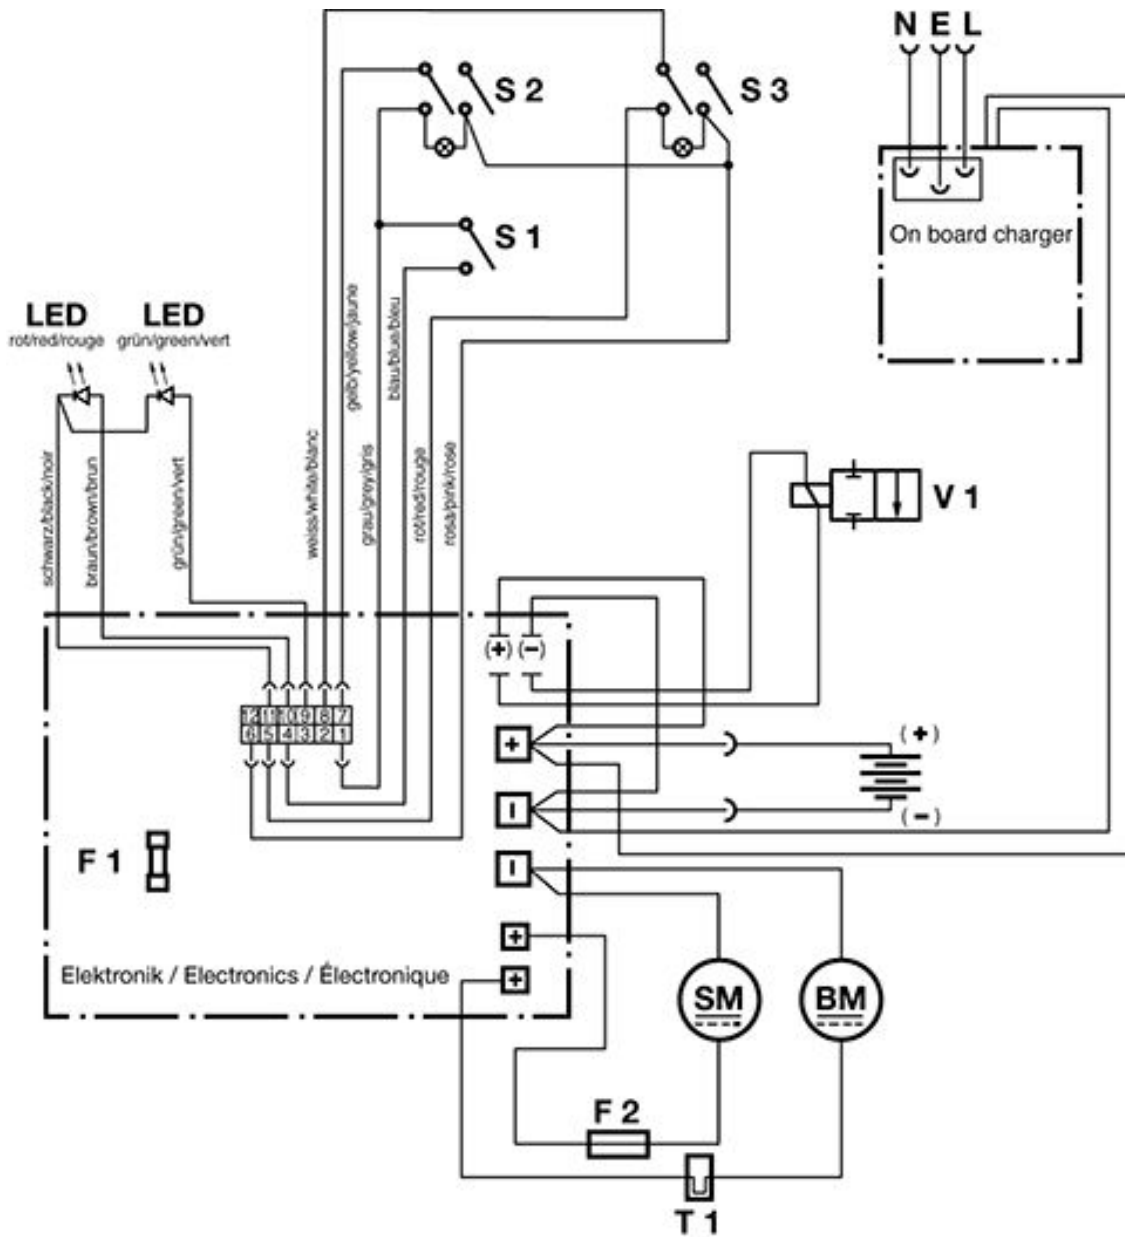 N E L
S 2
S 3
On board charger
S 1
LED
rot/red/rouge
LED
grün/green/vert
schwarz/black/noir
braun/brown/brun
grün/green/vert
weiss/white/blanc
gelb/yellow/jaune
grau/grey/gris
blau/blue/bleu
rot/red/rouge
rosa/pink/rose
V 1
(+) (−)
12 11 10 9 8 7
6 5 4 3 2 1
+
(+)
−
(−)
F 1
−
+
Elektronik / Electronics / Électronique
+
SM
BM
F 2
T 1